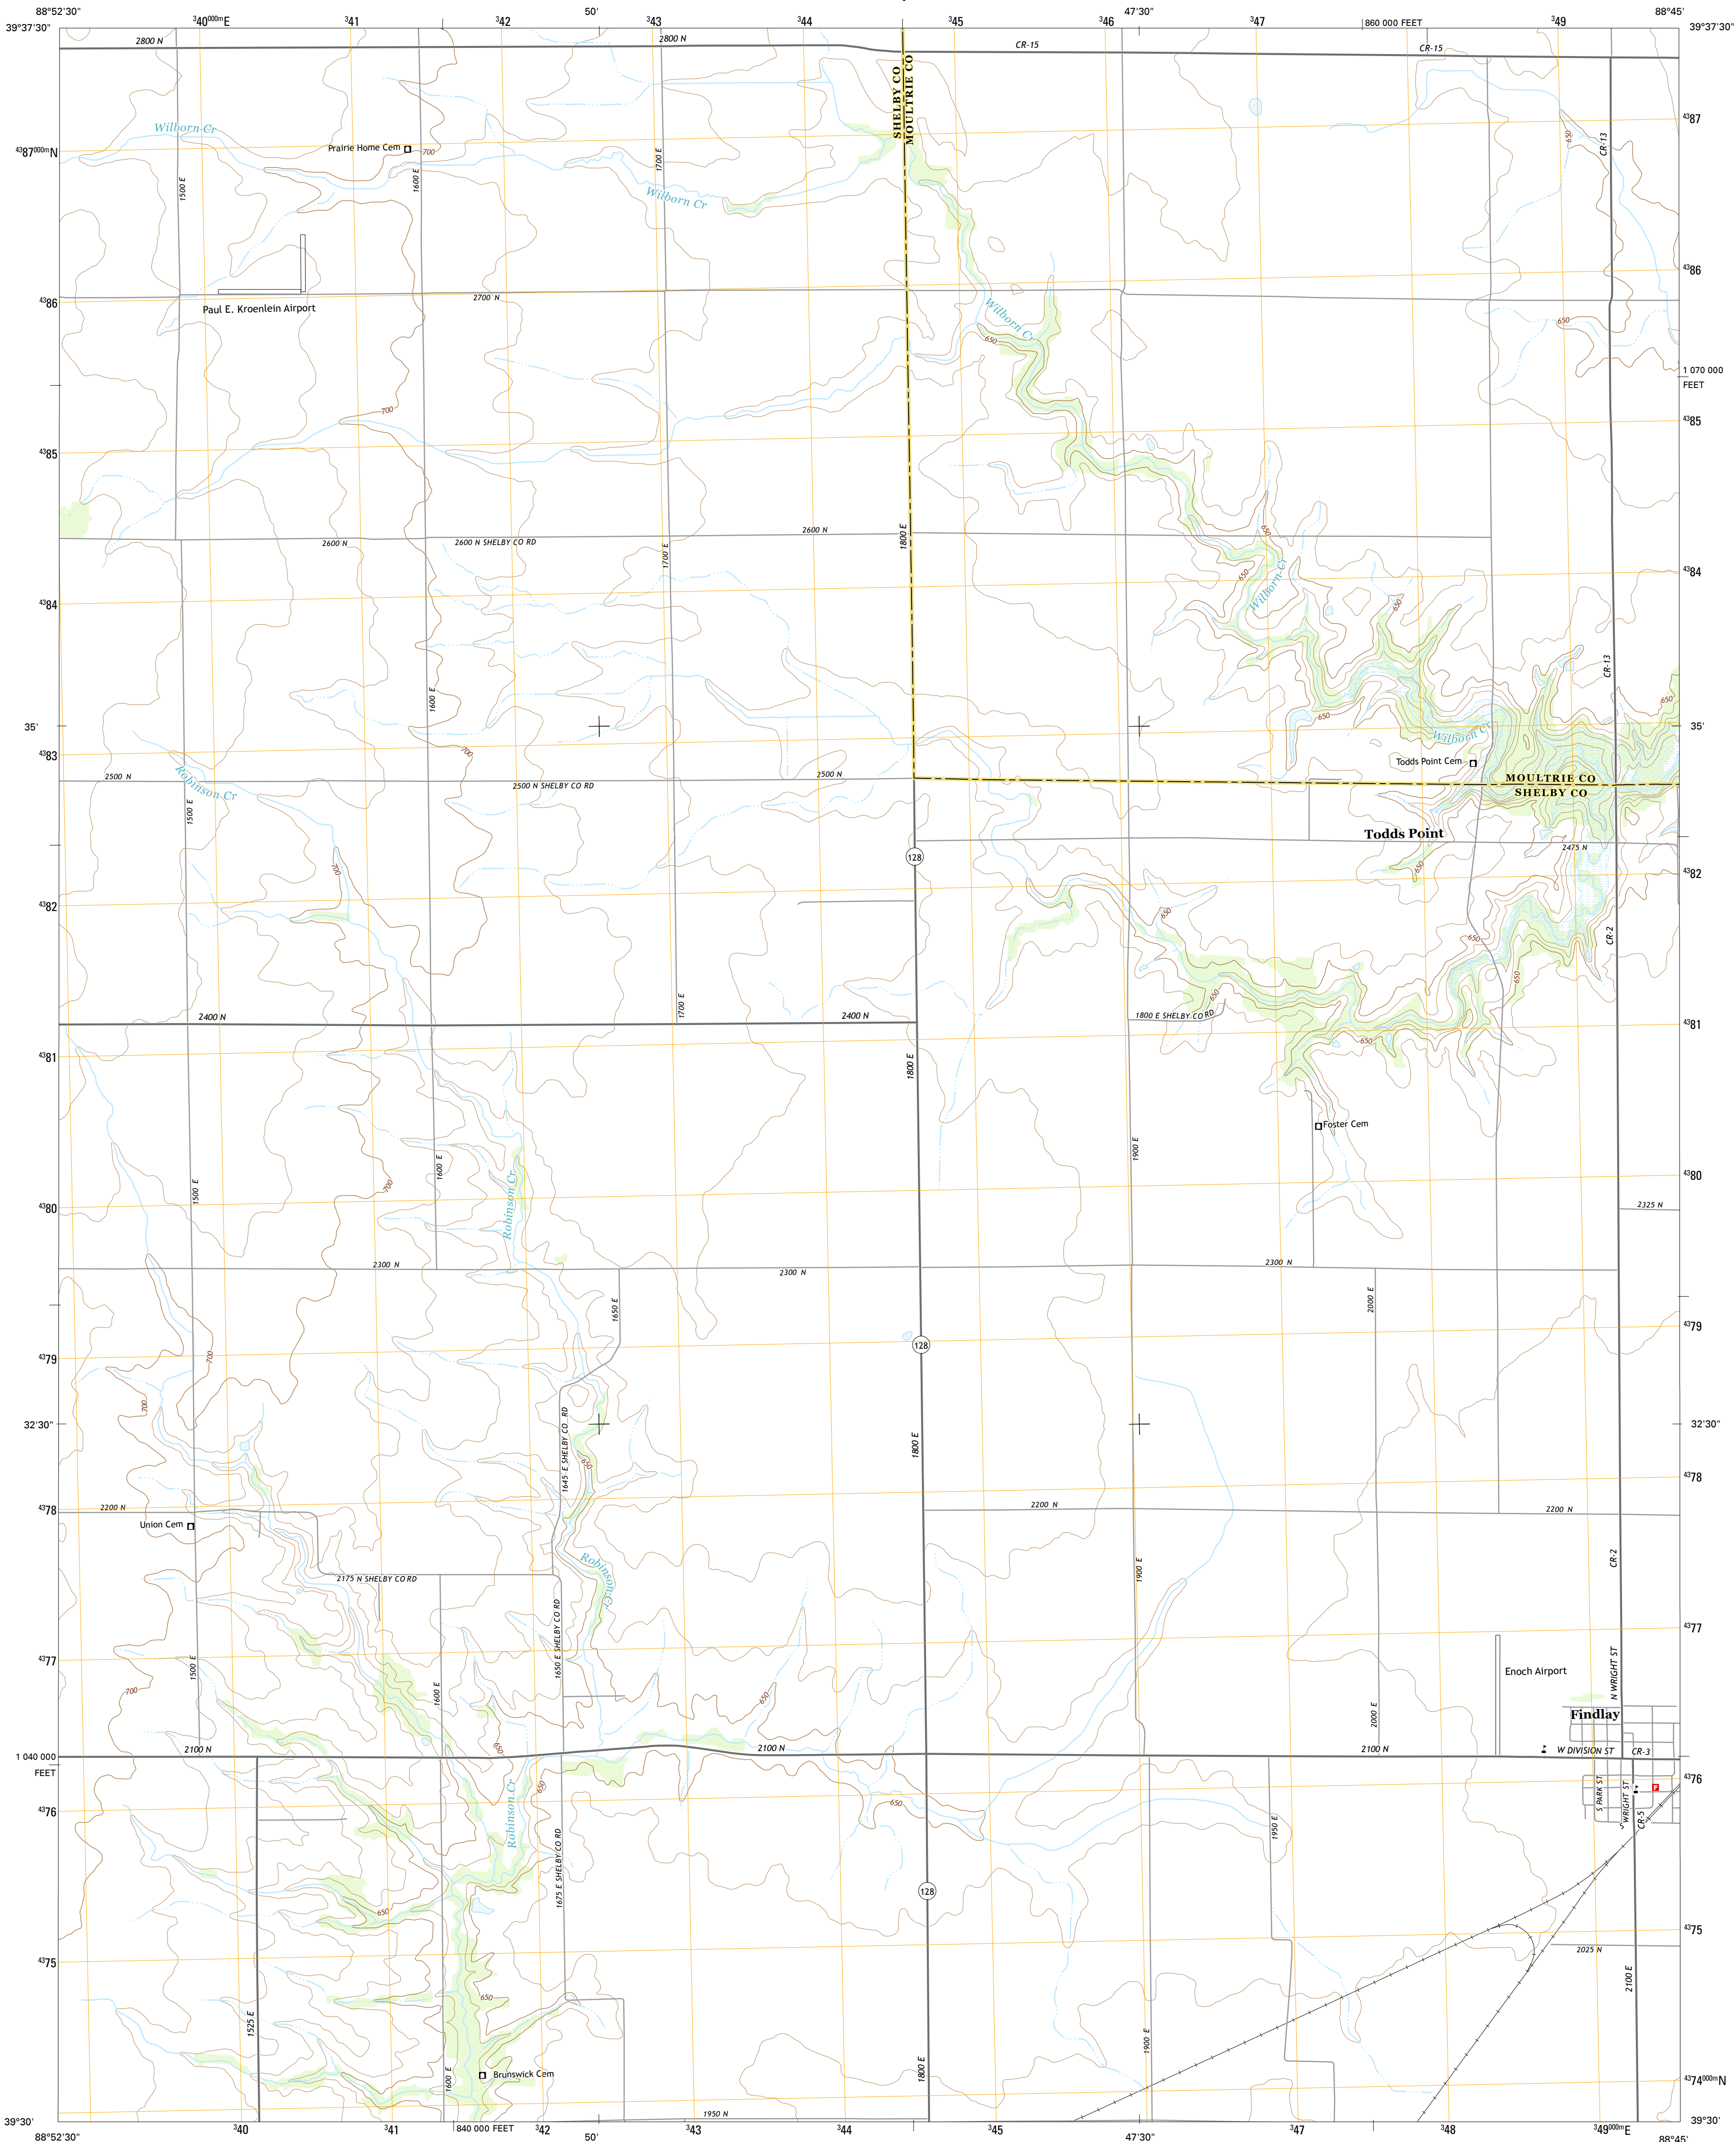 88°52'30"
³40⁰⁰⁰ᵐE
³41
³42
50'
³43
³44
³45
³46
47'30"
³47
860 000 FEET
³49
88°45'
39°37'30"
39°37'30"
2800 N
2800 N
CR-15
CR-15
SHELBY CO
MOULTRIE CO
Wilborn Cr
⁴³87
650
CR-13
⁴³87⁰⁰⁰ᵐN
Prairie Home Cem
700
1700 E
1500 E
1600 E
Wilborn Cr
⁴³86
⁴³86
2700 N
Paul E. Kroenlein Airport
Wilborn Cr
650
650
1 070 000
FEET
700
⁴³85
⁴³85
2600 N
2600 N SHELBY CO RD
2600 N
1800 E
1700 E
650
650
Wilborn Cr
⁴³84
⁴³84
650
CR-13
1600 E
650
650
35'
35'
Wilborn Cr
⁴³83
⁴³83
700
Todds Point Cem
Robinson Cr
2500 N
2500 N SHELBY CO RD
2500 N
MOULTRIE CO
SHELBY CO
1500 E
Todds Point
2475 N
128
700
650
⁴³82
⁴³82
650
650
CR-2
650
650
1700 E
2400 N
2400 N
1800 E SHELBY CO RD
⁴³81
⁴³81
650
1800 E
Foster Cem
1900 E
1600 E
⁴³80
⁴³80
700
1500 E
Robinson Cr
2325 N
2300 N
2300 N
2300 N
1650 E
2000 E
⁴³79
⁴³79
700
128
700
32'30"
32'30"
1645 E SHELBY CO RD
1800 E
650
⁴³78
⁴³78
2200 N
2200 N
2200 N
Union Cem
Robinson Cr
CR-2
1900 E
2175 N SHELBY CO RD
1650 E SHELBY CO RD
⁴³77
⁴³77
1500 E
N WRIGHT ST
Enoch Airport
700
1600 E
650
2000 E
Findlay
650
2100 N
2100 N
2100 N
W DIVISION ST
CR-3
1 040 000
FEET
⁴³76
⁴³76
650
Robinson Cr
650
F
S PARK ST
S WRIGHT ST
CR-5
1950 E
1675 E SHELBY CO RD
128
650
⁴³75
⁴³75
2025 N
2100 E
650
1525 E
1900 E
1600 E
1800 E
Brunswick Cem
⁴³74⁰⁰⁰ᵐN
1950 N
39°30'
39°30'
88°52'30"
³40
³41
840 000 FEET
³42
50'
³43
³44
³45
47'30"
³47
³48
³49⁰⁰⁰ᵐE
88°45'